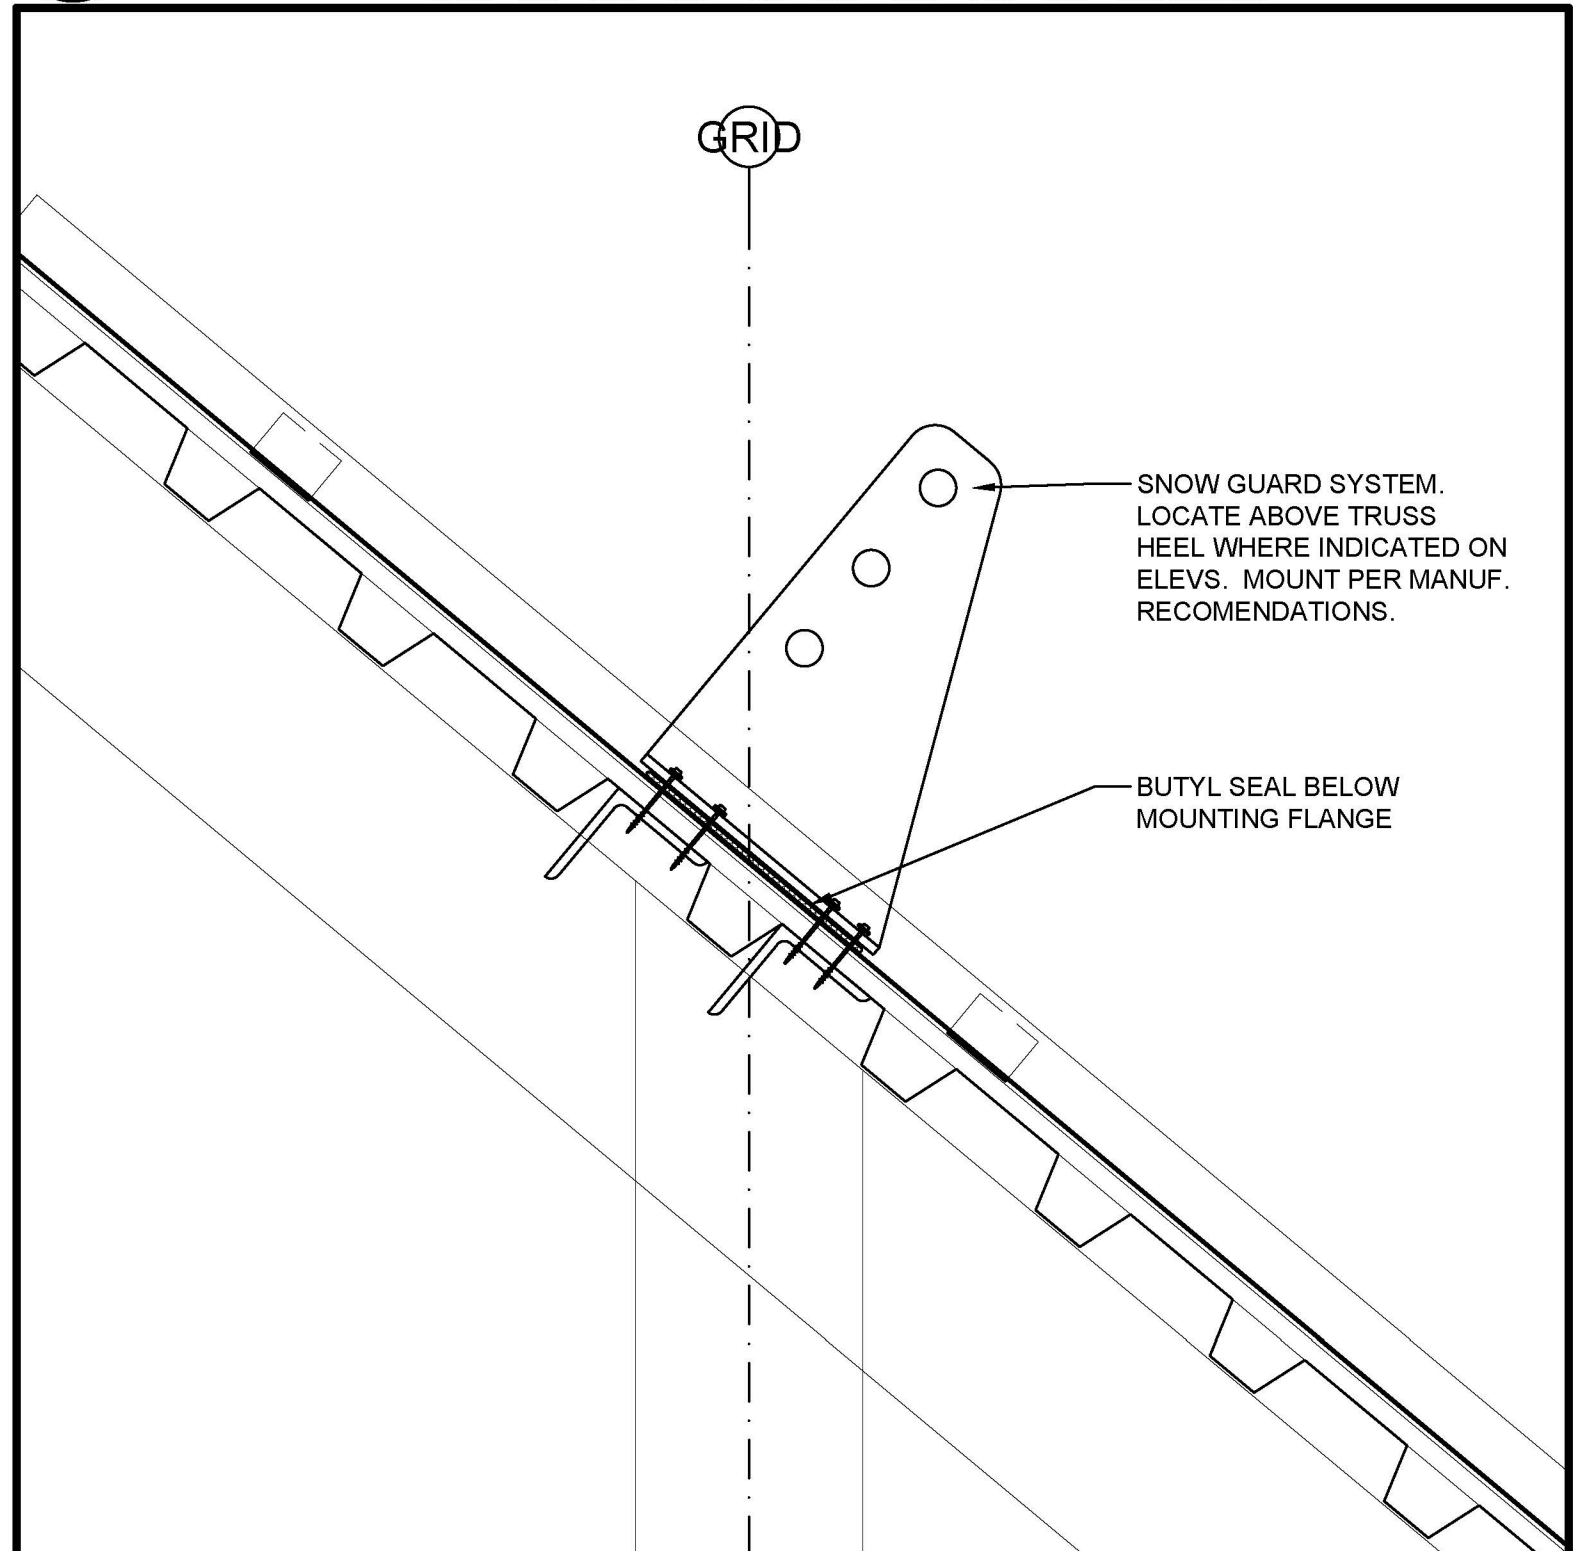 GRID
SNOW GUARD SYSTEM.
LOCATE ABOVE TRUSS
HEEL WHERE INDICATED ON
ELEVS. MOUNT PER MANUF.
RECOMENDATIONS.
BUTYL SEAL BELOW
MOUNTING FLANGE